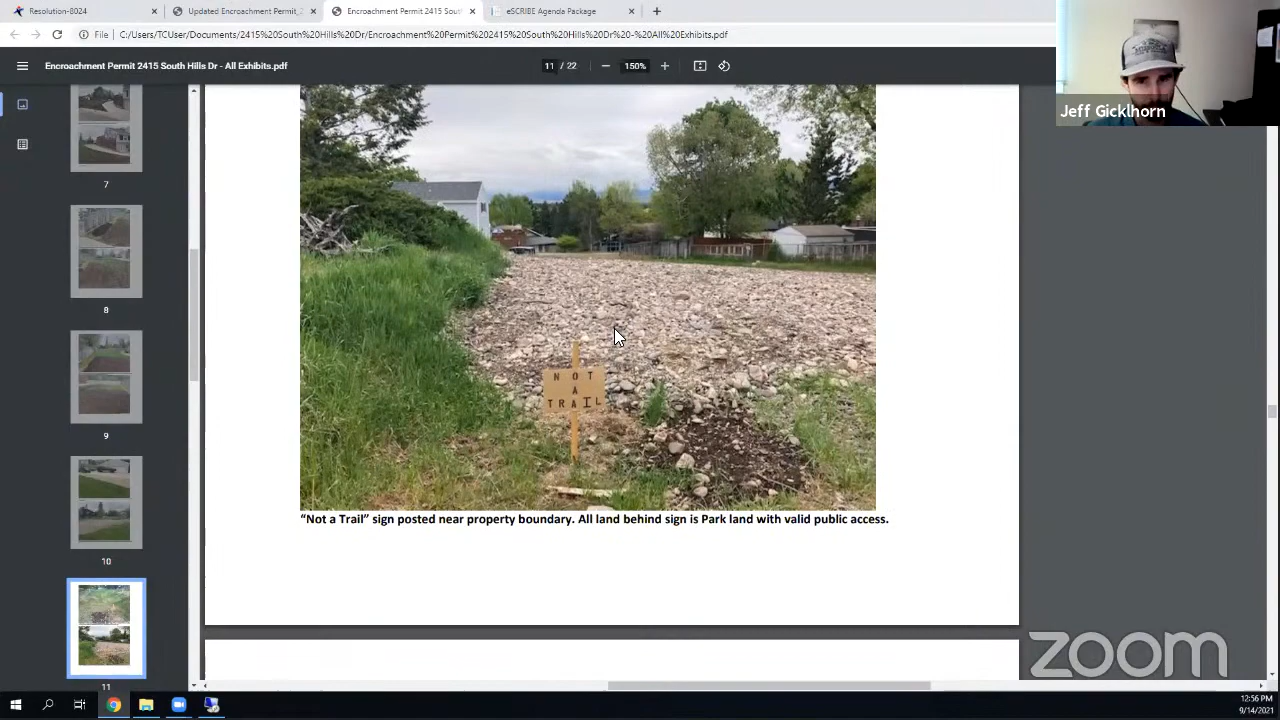 Resolution-8024
Updated Encroachment Permit_2
Encroachment Permit 2415 Sout
eSCRIBE Agenda Package
File
C:/Users/TCUser/Documents/2415%20South%20Hills%20Dr/Encroachment%20Permit%202415%20South%20Hills%20Dr%20-%20All%20Exhibits.pdf
Encroachment Permit 2415 South Hills Dr - All Exhibits.pdf
11 / 22
150%
Jeff Gicklhorn
7
8
9
10
11
NOT
A
TRAIL
“Not a Trail” sign posted near property boundary. All land behind sign is Park land with valid public access.
zoom
12:56 PM
9/14/2021